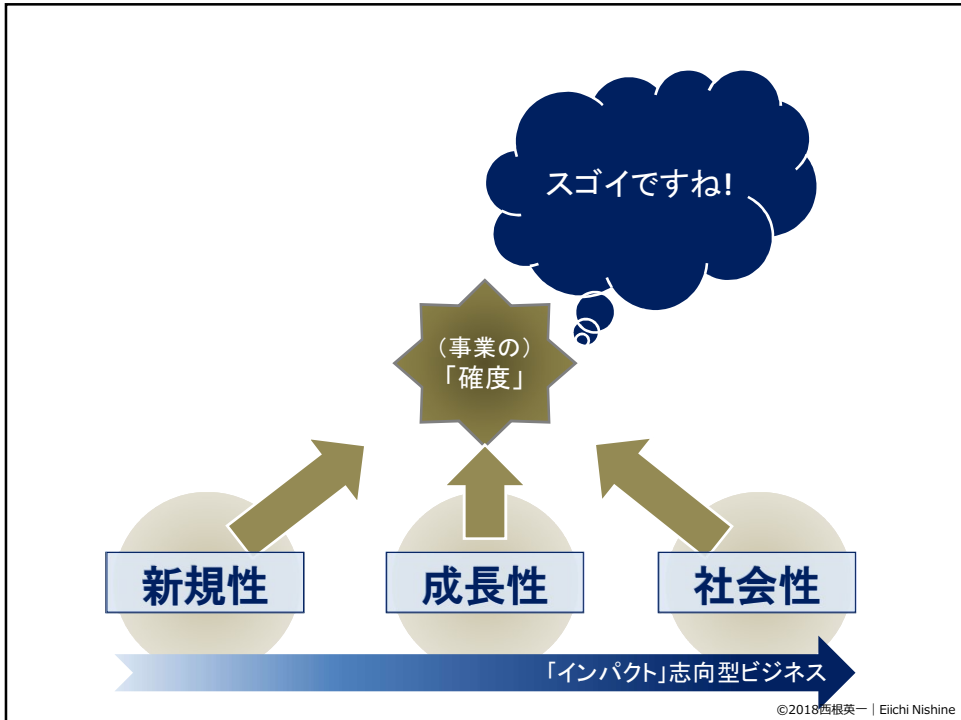 スゴイですね!
（事業の）
「確度」
新規性
成長性
社会性
「インパクト」志向型ビジネス
©2018西根英一｜Eiichi Nishine